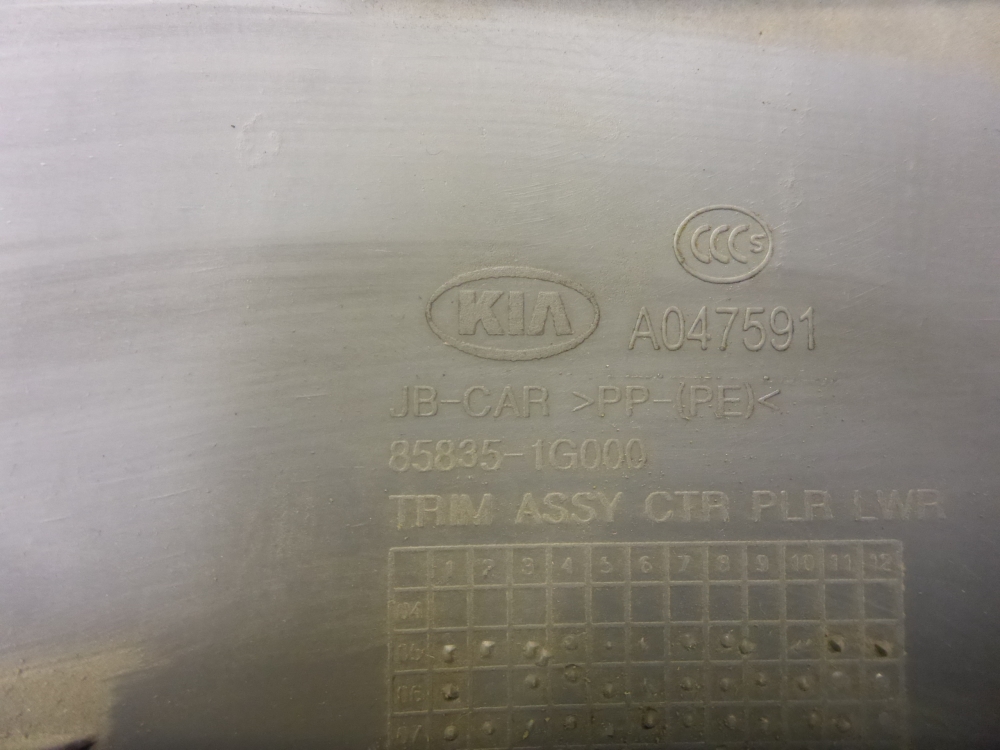 CCC S
KIA
A047591
JB-CAR >PP-(PE)<
85835-1G000
TRIM ASSY CTR PLR LWR
1 2 3 4 5 6 7 8 9 10 11 12
04
05
06
07